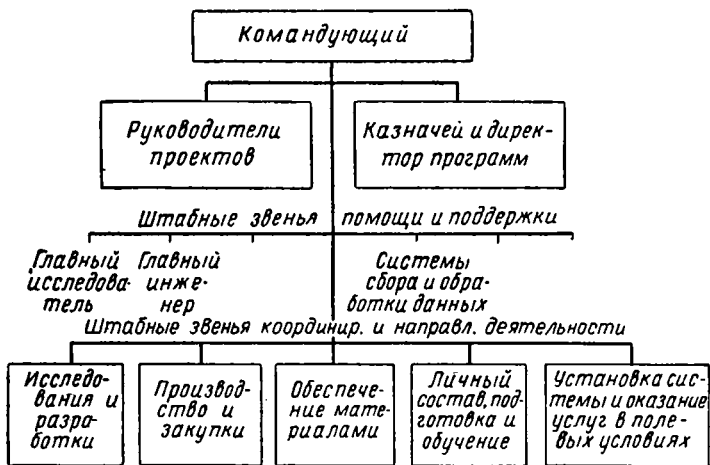 Командующий
Руководители
проектов
Казначей и дирек-
тор программ
Штабные звенья помощи и поддержки
Главный
исследова-
тель
Главный
инже-
нер
Системы
сбора и обра-
ботки данных
Штабные звенья координир. и направл. деятельности
Исследо-
вания и
разра-
ботки
Производ-
ство и
закупки
Обеспече-
ние мате-
риалами
Личный
состав, под-
готовка и
обучение
Установка сис-
темы и оказание
услуг в поле-
вых условиях